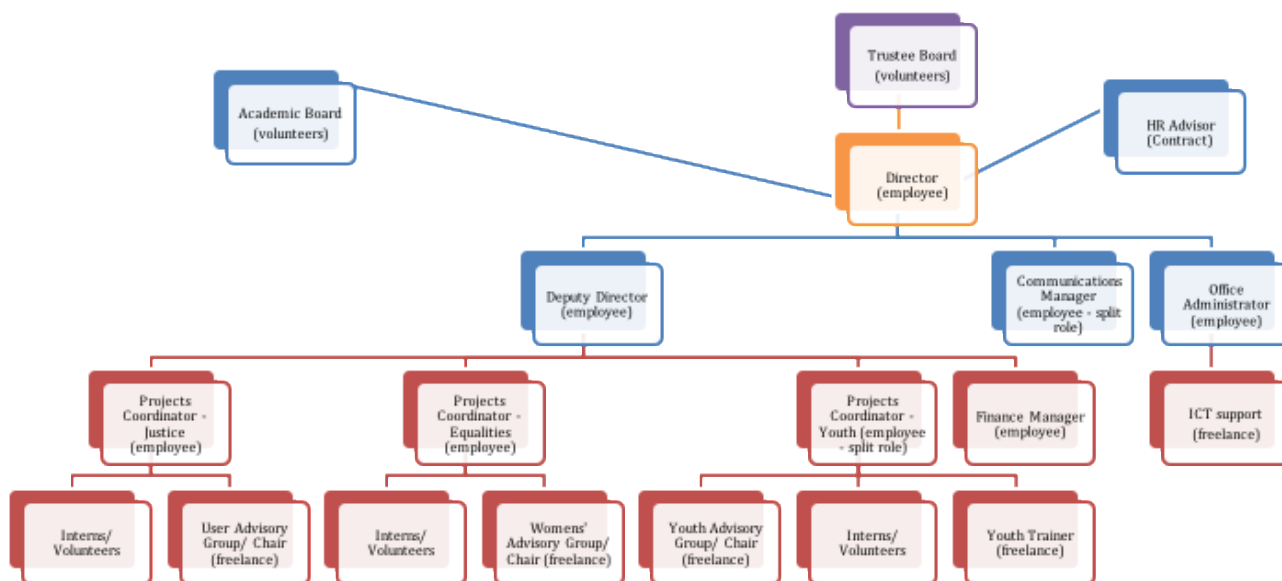 Trustee Board
(volunteers)
Academic Board
(volunteers)
HR Advisor
(Contract)
Director
(employee)
Deputy Director
(employee)
Communications
Manager
(employee - split
role)
Office
Administrator
(employee)
Projects
Coordinator -
Justice
(employee)
Projects
Coordinator -
Equalities
(employee)
Projects
Coordinator -
Youth (employee
- split role)
Finance Manager
(employee)
ICT support
(freelance)
Interns/
Volunteers
User Advisory
Group/ Chair
(freelance)
Interns/
Volunteers
Womens'
Advisory Group/
Chair (freelance)
Youth Advisory
Group/ Chair
(freelance)
Interns/
Volunteers
Youth Trainer
(freelance)